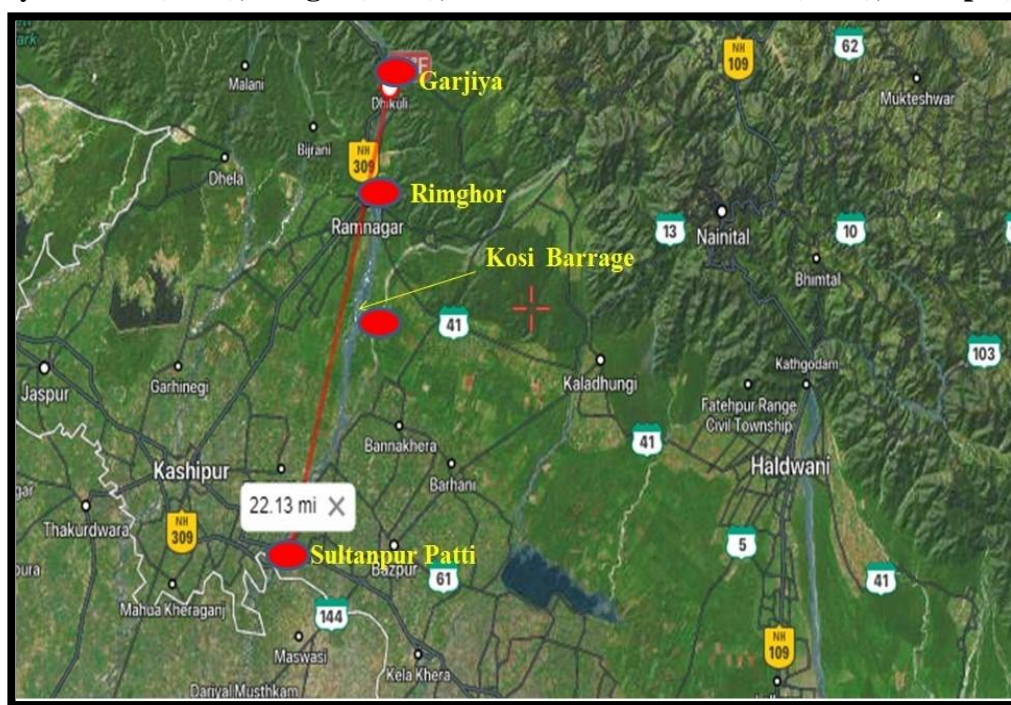 62
NH
109
Malani
Garjiya
Dhikuli
Mukteshwar
Bijrani
NH
309
Dhela
Rimghor
Ramnagar
13
Nainital
10
Kosi Barrage
Bhimtal
41
103
Kathgodam
Garhinegi
Kaladhungi
Jaspur
Fatehpur Range
Civil Township
Bannakhera
41
Kashipur
Barhani
Haldwani
22.13 mi
Thakurdwara
NH
309
Sultanpur Patti
Bazpur
5
61
41
Mahua Kheraganj
144
Maswasi
NH
109
Kela Khera
Dariyal Musthkam